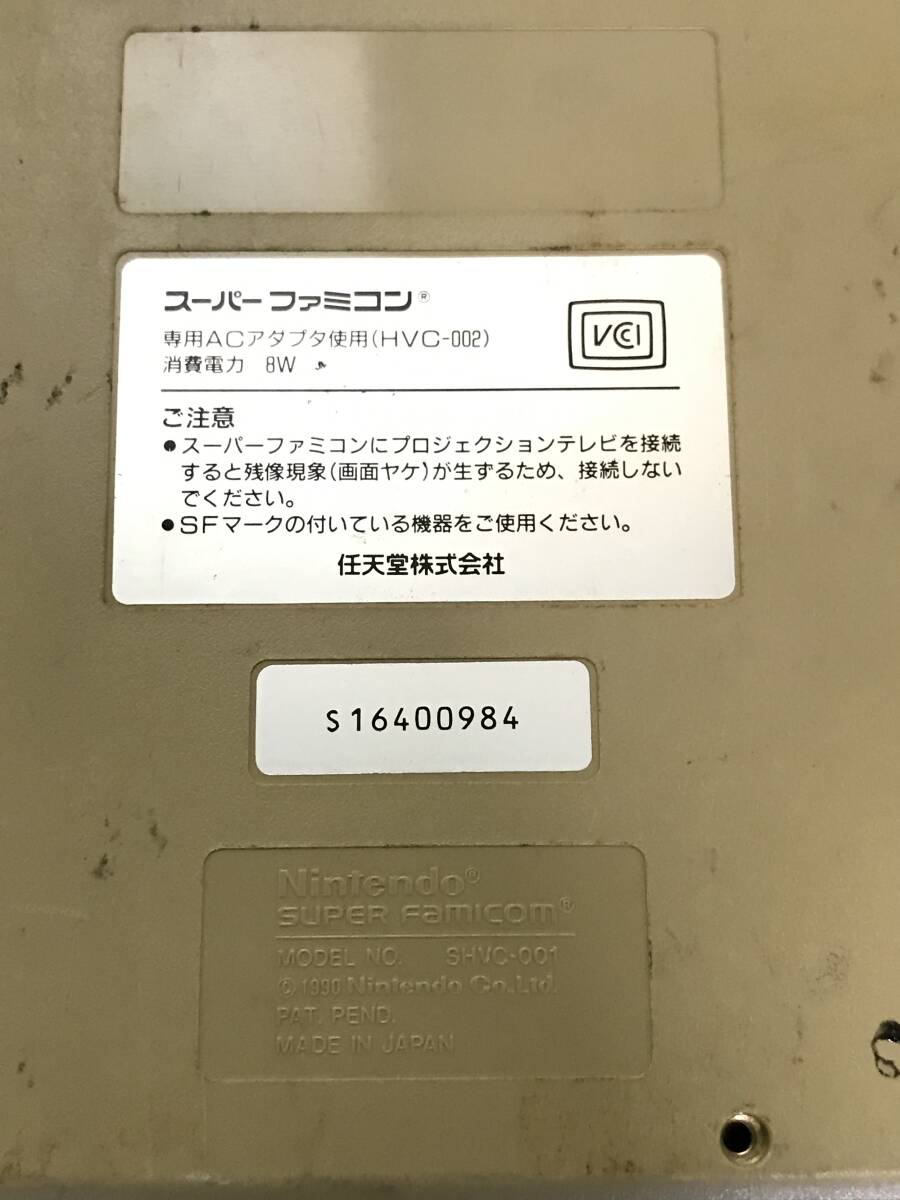 スーパーファミコン®
専用ACアダプタ使用(HVC-002)
消費電力 8W
VCCI
ご注意
●スーパーファミコンにプロジェクションテレビを接続
すると残像現象(画面ヤケ)が生ずるため、接続しない
でください。
●SFマークの付いている機器をご使用ください。
任天堂株式会社
S16400984
Nintendo®
SUPER FAMICOM®
MODEL NO. SHVC-001
©1990 Nintendo Co.,Ltd.
PAT. PEND.
MADE IN JAPAN